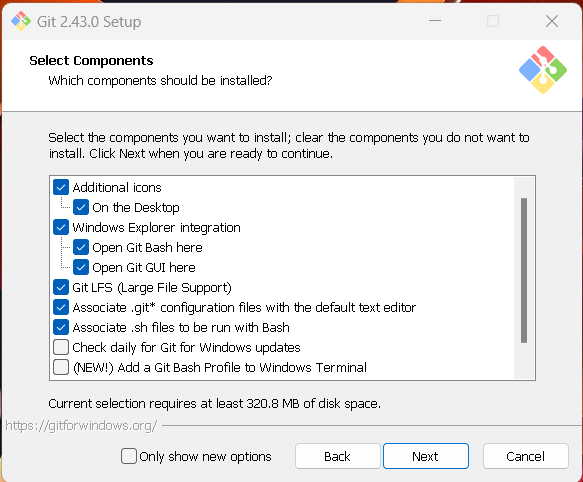 Git 2.43.0 Setup
Select Components
Which components should be installed?
Select the components you want to install; clear the components you do not want to
install. Click Next when you are ready to continue.
Additional icons
On the Desktop
Windows Explorer integration
Open Git Bash here
Open Git GUI here
Git LFS (Large File Support)
Associate .git* configuration files with the default text editor
Associate .sh files to be run with Bash
Check daily for Git for Windows updates
(NEW!) Add a Git Bash Profile to Windows Terminal
Current selection requires at least 320.8 MB of disk space.
https://gitforwindows.org/
Only show new options
Back
Next
Cancel